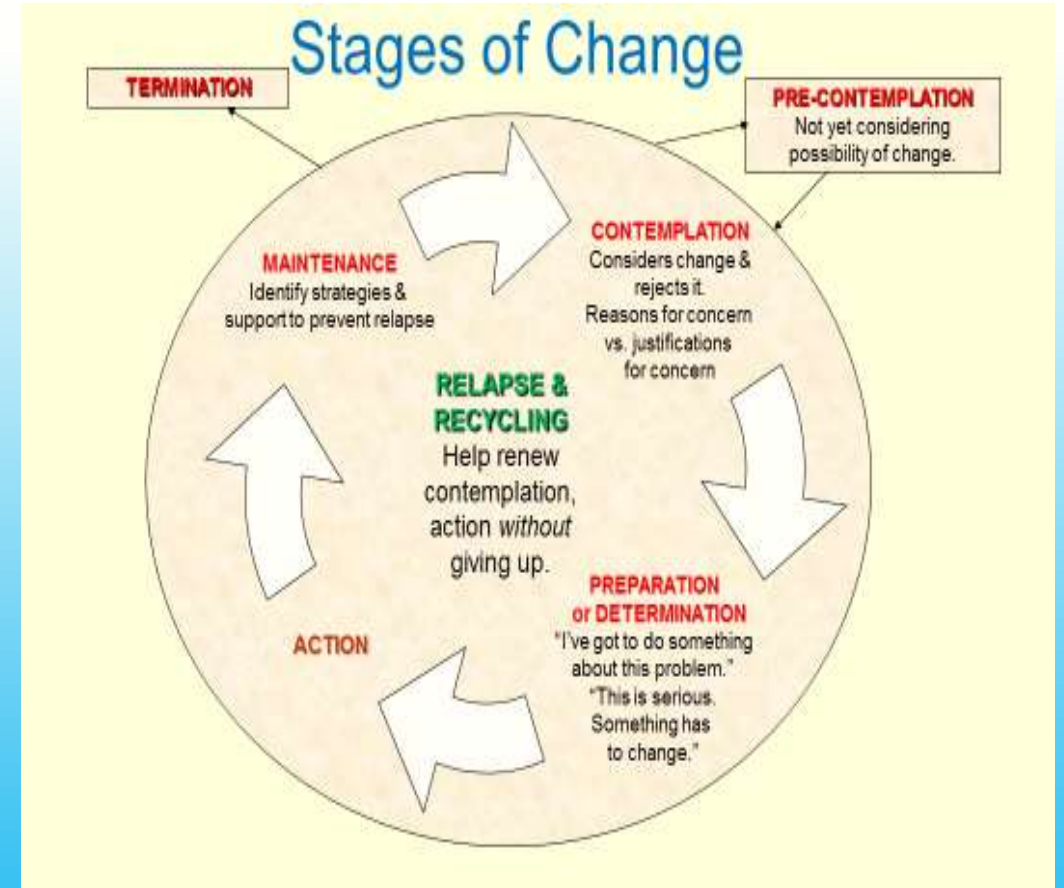 Stages of Change
TERMINATION
PRE-CONTEMPLATION
Not yet considering
possibility of change.
CONTEMPLATION
Considers change &
rejects it.
Reasons for concern
vs. justifications
for concern
MAINTENANCE
Identify strategies &
support to prevent relapse
RELAPSE &
RECYCLING
Help renew
contemplation,
action without
giving up.
PREPARATION
or DETERMINATION
"I've got to do something
about this problem."
"This is serious.
Something has
to change."
ACTION